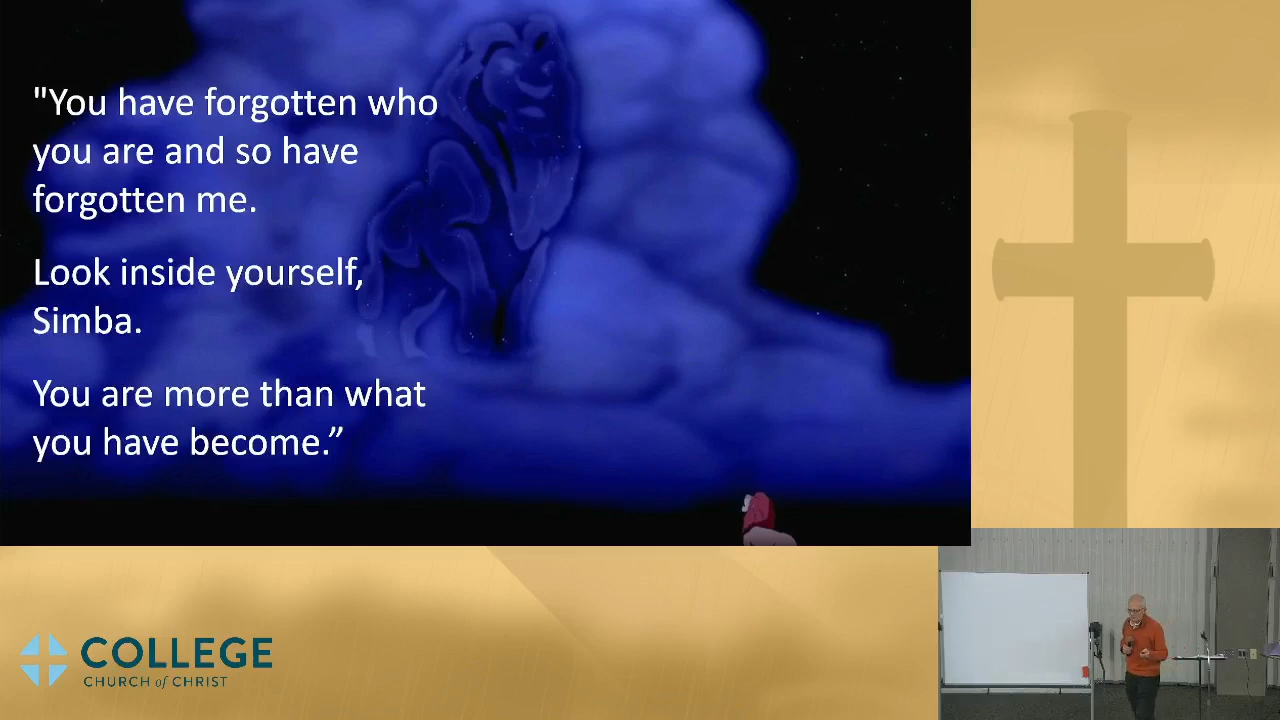 "You have forgotten who
you are and so have
forgotten me.
Look inside yourself,
Simba.
You are more than what
you have become.”
COLLEGE
CHURCH of CHRIST